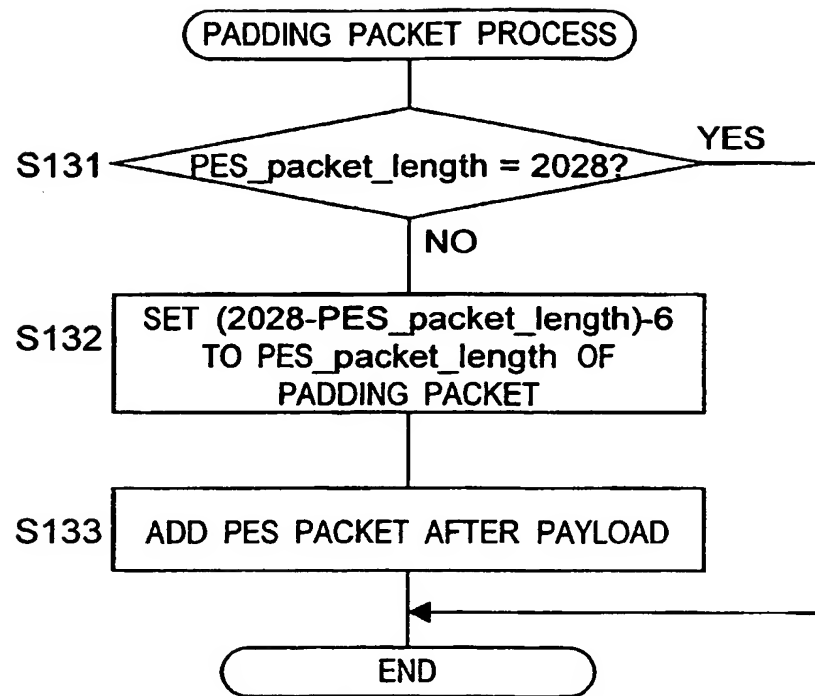 PADDING PACKET PROCESS
YES
S131
PES_packet_length = 2028?
NO
S132
SET (2028-PES_packet_length)-6
TO PES_packet_length OF
PADDING PACKET
S133
ADD PES PACKET AFTER PAYLOAD
END